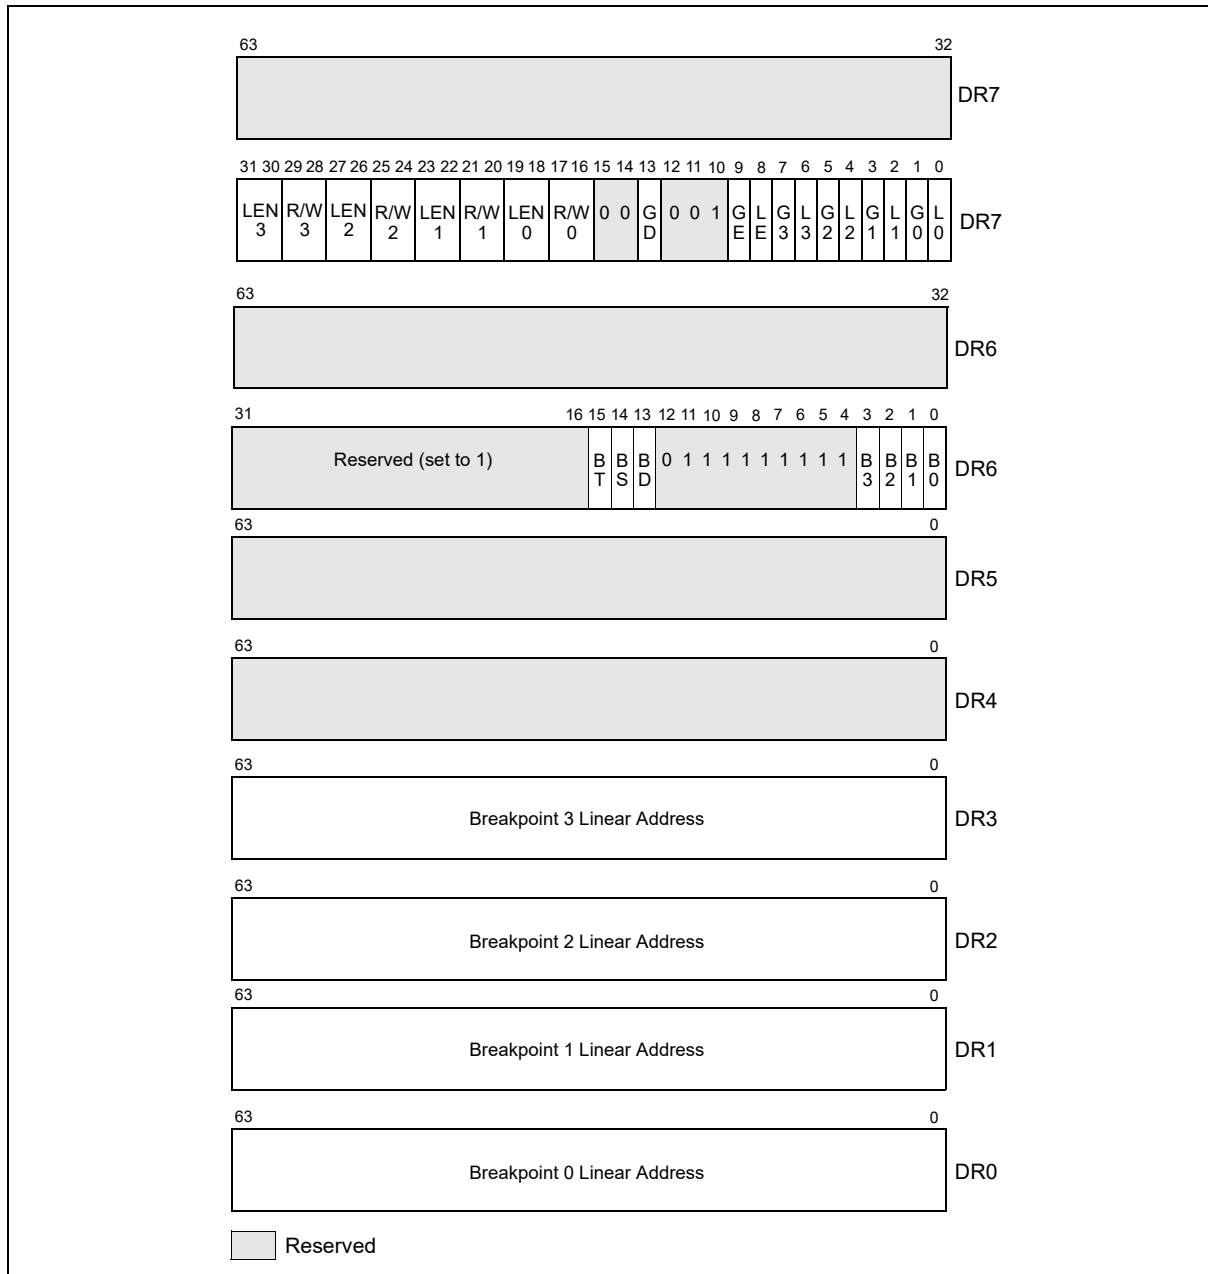 63 32
DR7
31 30 29 28 27 26 25 24 23 22 21 20 19 18 17 16 15 14 13 12 11 10 9 8 7 6 5 4 3 2 1 0
LEN R/W LEN R/W LEN R/W LEN R/W 0 0 G 0 0 1 G L G L G L G L G L DR7
3 3 2 2 1 1 0 0 D E E 3 3 2 2 1 1 0 0
63 32
DR6
31 16 15 14 13 12 11 10 9 8 7 6 5 4 3 2 1 0
Reserved (set to 1) B B B 0 1 1 1 1 1 1 1 1 B B B B DR6
T S D 3 2 1 0
63 0
DR5
63 0
DR4
63 0
Breakpoint 3 Linear Address DR3
63 0
Breakpoint 2 Linear Address DR2
63 0
Breakpoint 1 Linear Address DR1
63 0
Breakpoint 0 Linear Address DR0
Reserved